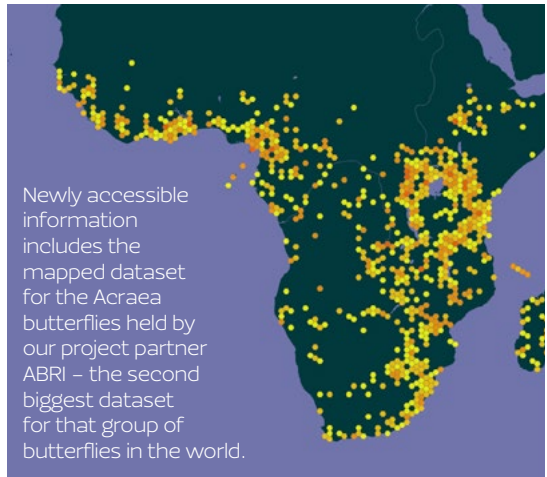 Newly accessible
information
includes the
mapped dataset
for the Acraea
butterflies held by
our project partner
ABRI – the second
biggest dataset
for that group of
butterflies in the world.